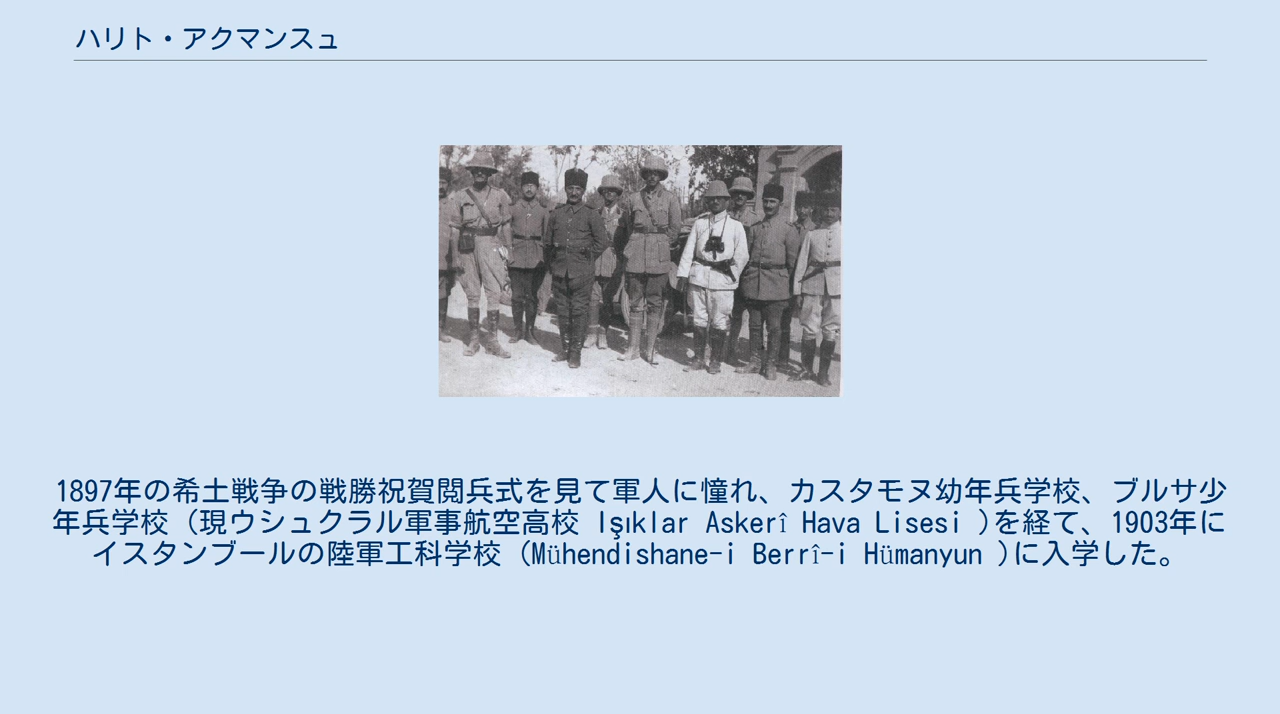 ハリト・アクマンスュ
1897年の希土戦争の戦勝祝賀閲兵式を見て軍人に憧れ、カスタモヌ幼年兵学校、ブルサ少
年兵学校 (現ウシュクラル軍事航空高校 Işıklar Askerî Hava Lisesi )を経て、1903年に
イスタンブールの陸軍工科学校 (Mühendishane-i Berrî-i Hümanyun )に入学した。